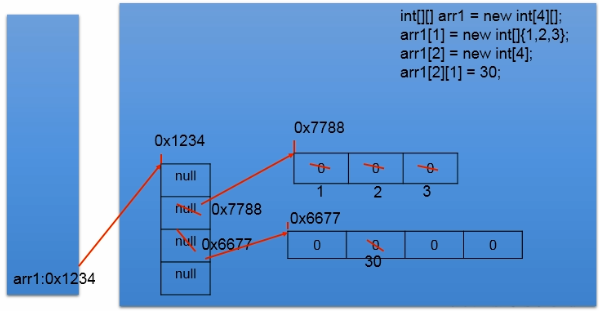 int[][] arr1 = new int[4][];
arr1[1] = new int[]{1,2,3};
arr1[2] = new int[4];
arr1[2][1] = 30;
0x7788
0x1234
null
0 0 0
1 2 3
null 0x7788
0x6677
null 0x6677
0 0 0 0
30
null
arr1:0x1234